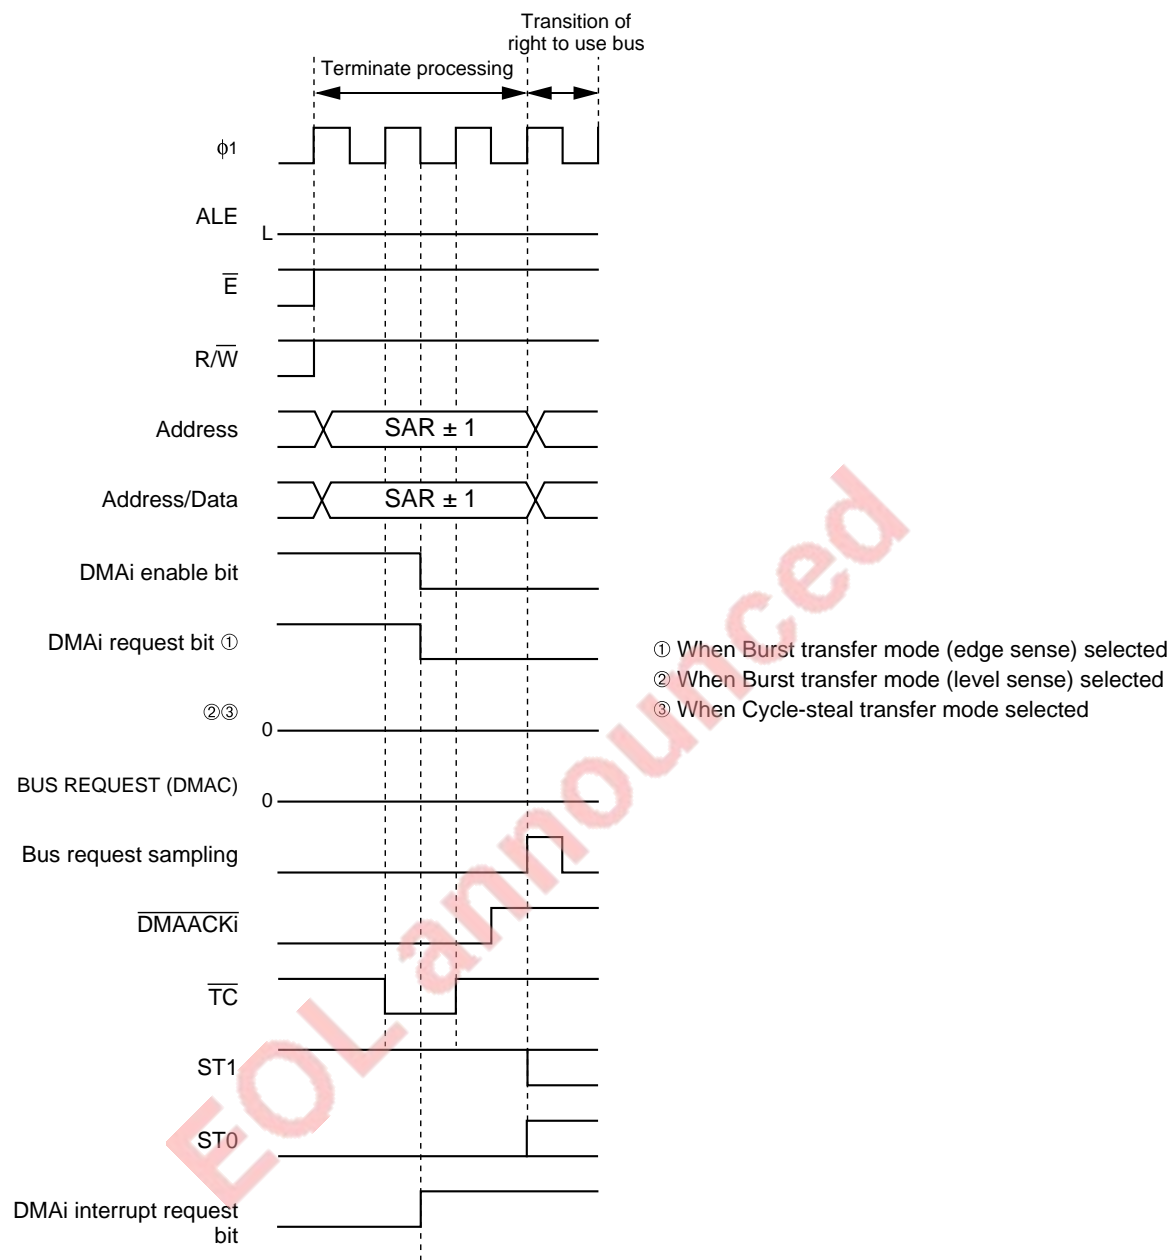 Transition of
right to use bus
Terminate processing
ϕ1
ALE
L
E̅
R/W̅
Address
SAR ± 1
Address/Data
SAR ± 1
DMAi enable bit
DMAi request bit ①
① When Burst transfer mode (edge sense) selected
② When Burst transfer mode (level sense) selected
③ When Cycle-steal transfer mode selected
②③
0
BUS REQUEST (DMAC)
0
Bus request sampling
D̅M̅A̅A̅C̅K̅i̅
T̅C̅
ST1
ST0
DMAi interrupt request
bit
EOL announced